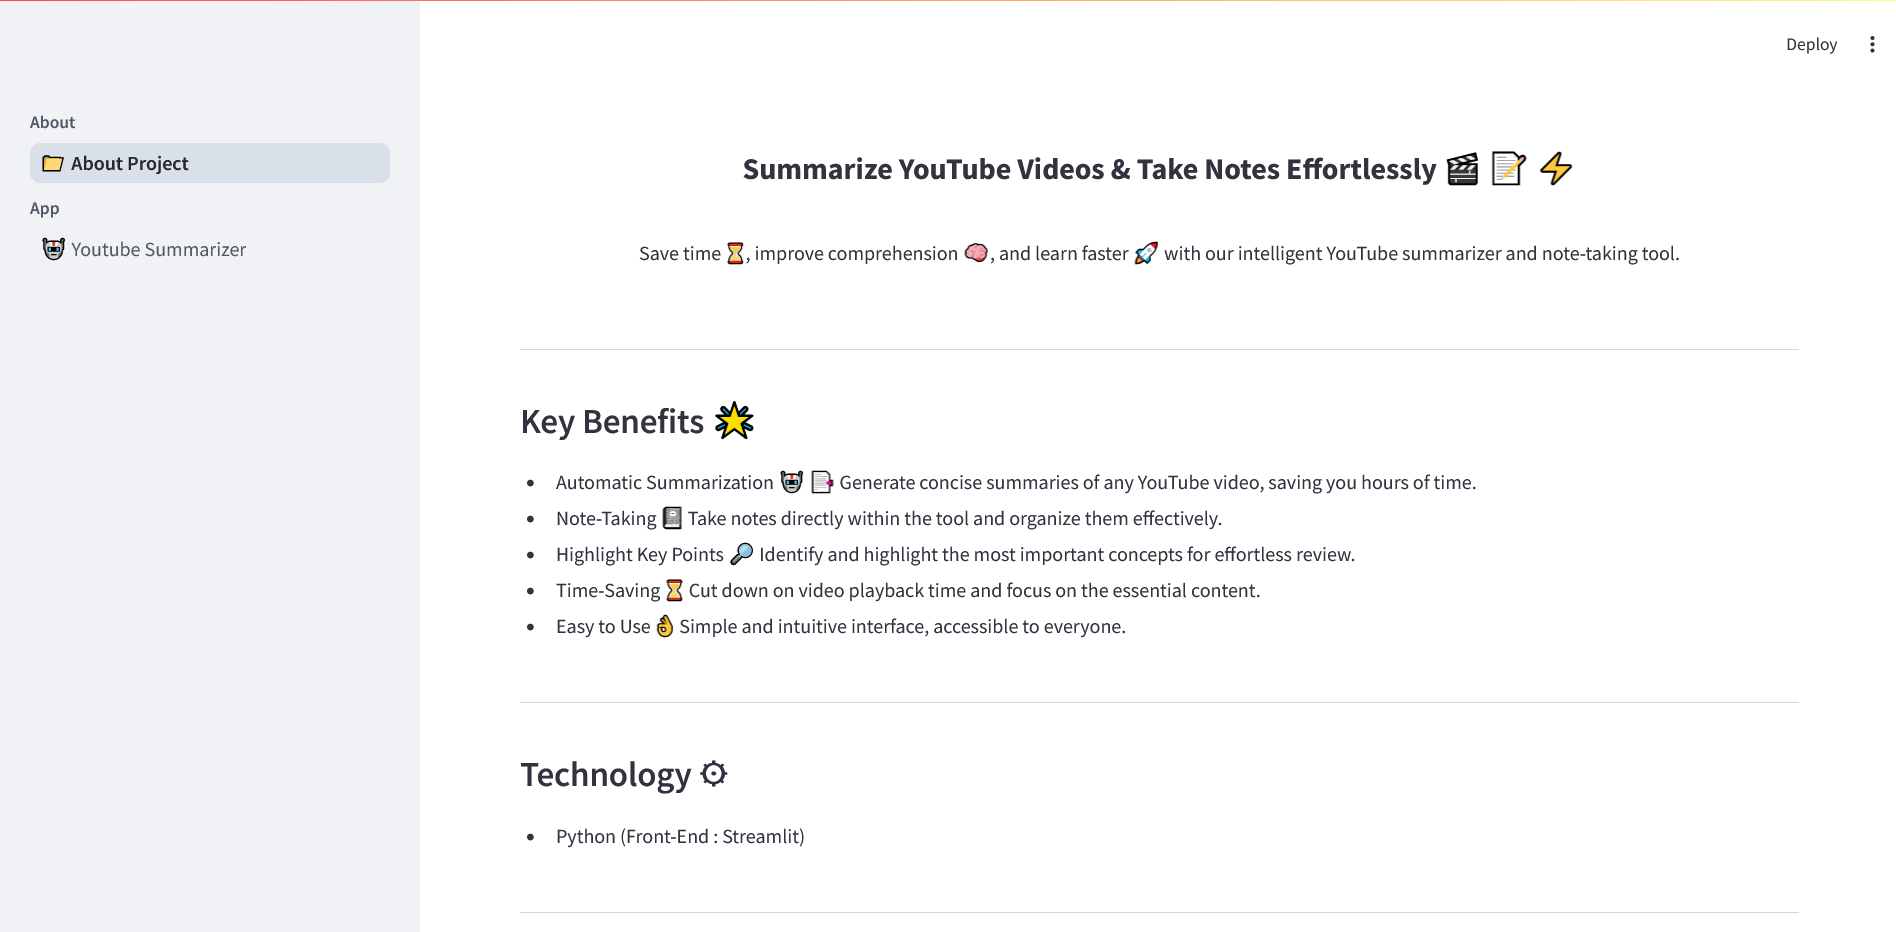 Deploy
About
About Project
App
Youtube Summarizer
Summarize YouTube Videos & Take Notes Effortlessly 🎬 📝 ⚡
Save time ⏳, improve comprehension 🧠, and learn faster 🚀 with our intelligent YouTube summarizer and note-taking tool.
Key Benefits 🌟
• Automatic Summarization 🤖 📑 Generate concise summaries of any YouTube video, saving you hours of time.
• Note-Taking 📓 Take notes directly within the tool and organize them effectively.
• Highlight Key Points 🔎 Identify and highlight the most important concepts for effortless review.
• Time-Saving ⏳ Cut down on video playback time and focus on the essential content.
• Easy to Use 👌 Simple and intuitive interface, accessible to everyone.
Technology ⚙
• Python (Front-End : Streamlit)